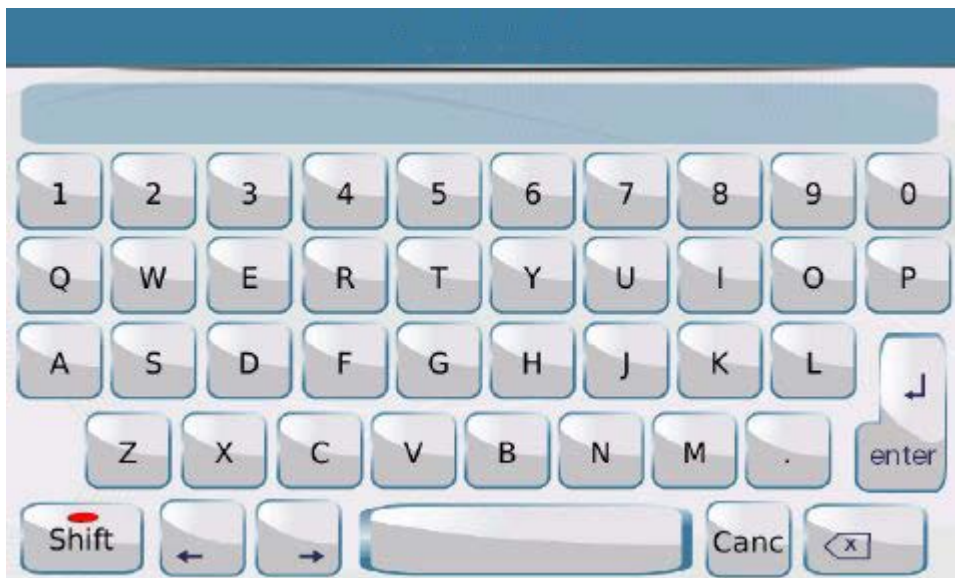 1 2 3 4 5 6 7 8 9 0
Q W E R T Y U I O P
A S D F G H J K L
Z X C V B N M . enter
Shift Canc x